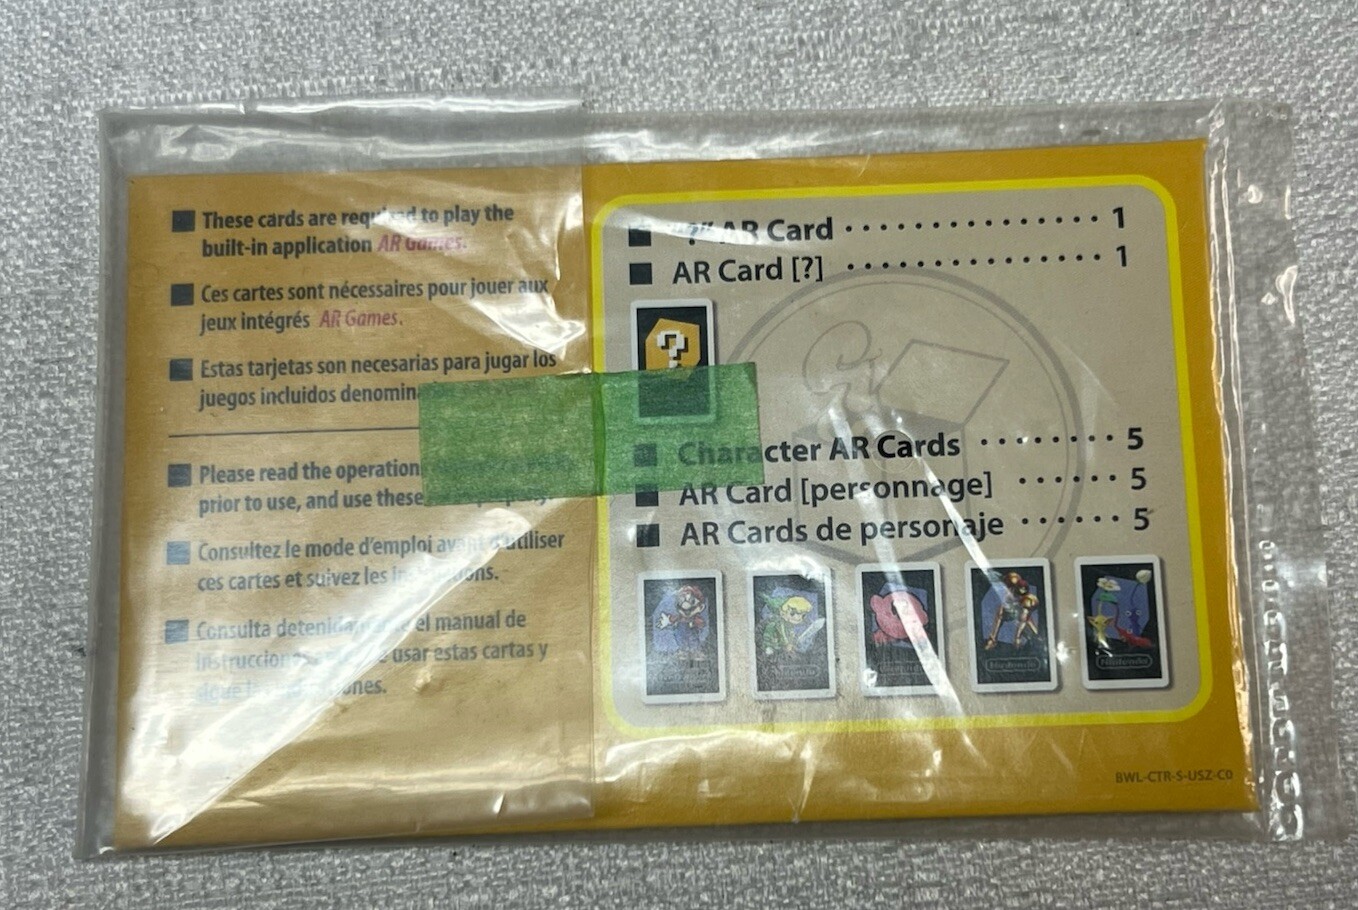 These cards are required to play the
built-in application AR Games.
Ces cartes sont nécessaires pour jouer aux
jeux intégrés AR Games.
Estas tarjetas son necesarias para jugar los
juegos incluidos
Please read the
prior to use, and use these
Consultez le mode d'emploi avant d'utiliser
ces cartes et suivez les
Consulta el manual de
usar estas cartas y
"?" AR Card 1
AR Card [?] 1
Character AR Cards 5
AR Card [personnage] 5
AR Cards de personaje 5
Nintendo
Nintendo
Nintendo
BWL-CTR-S-USZ-C0